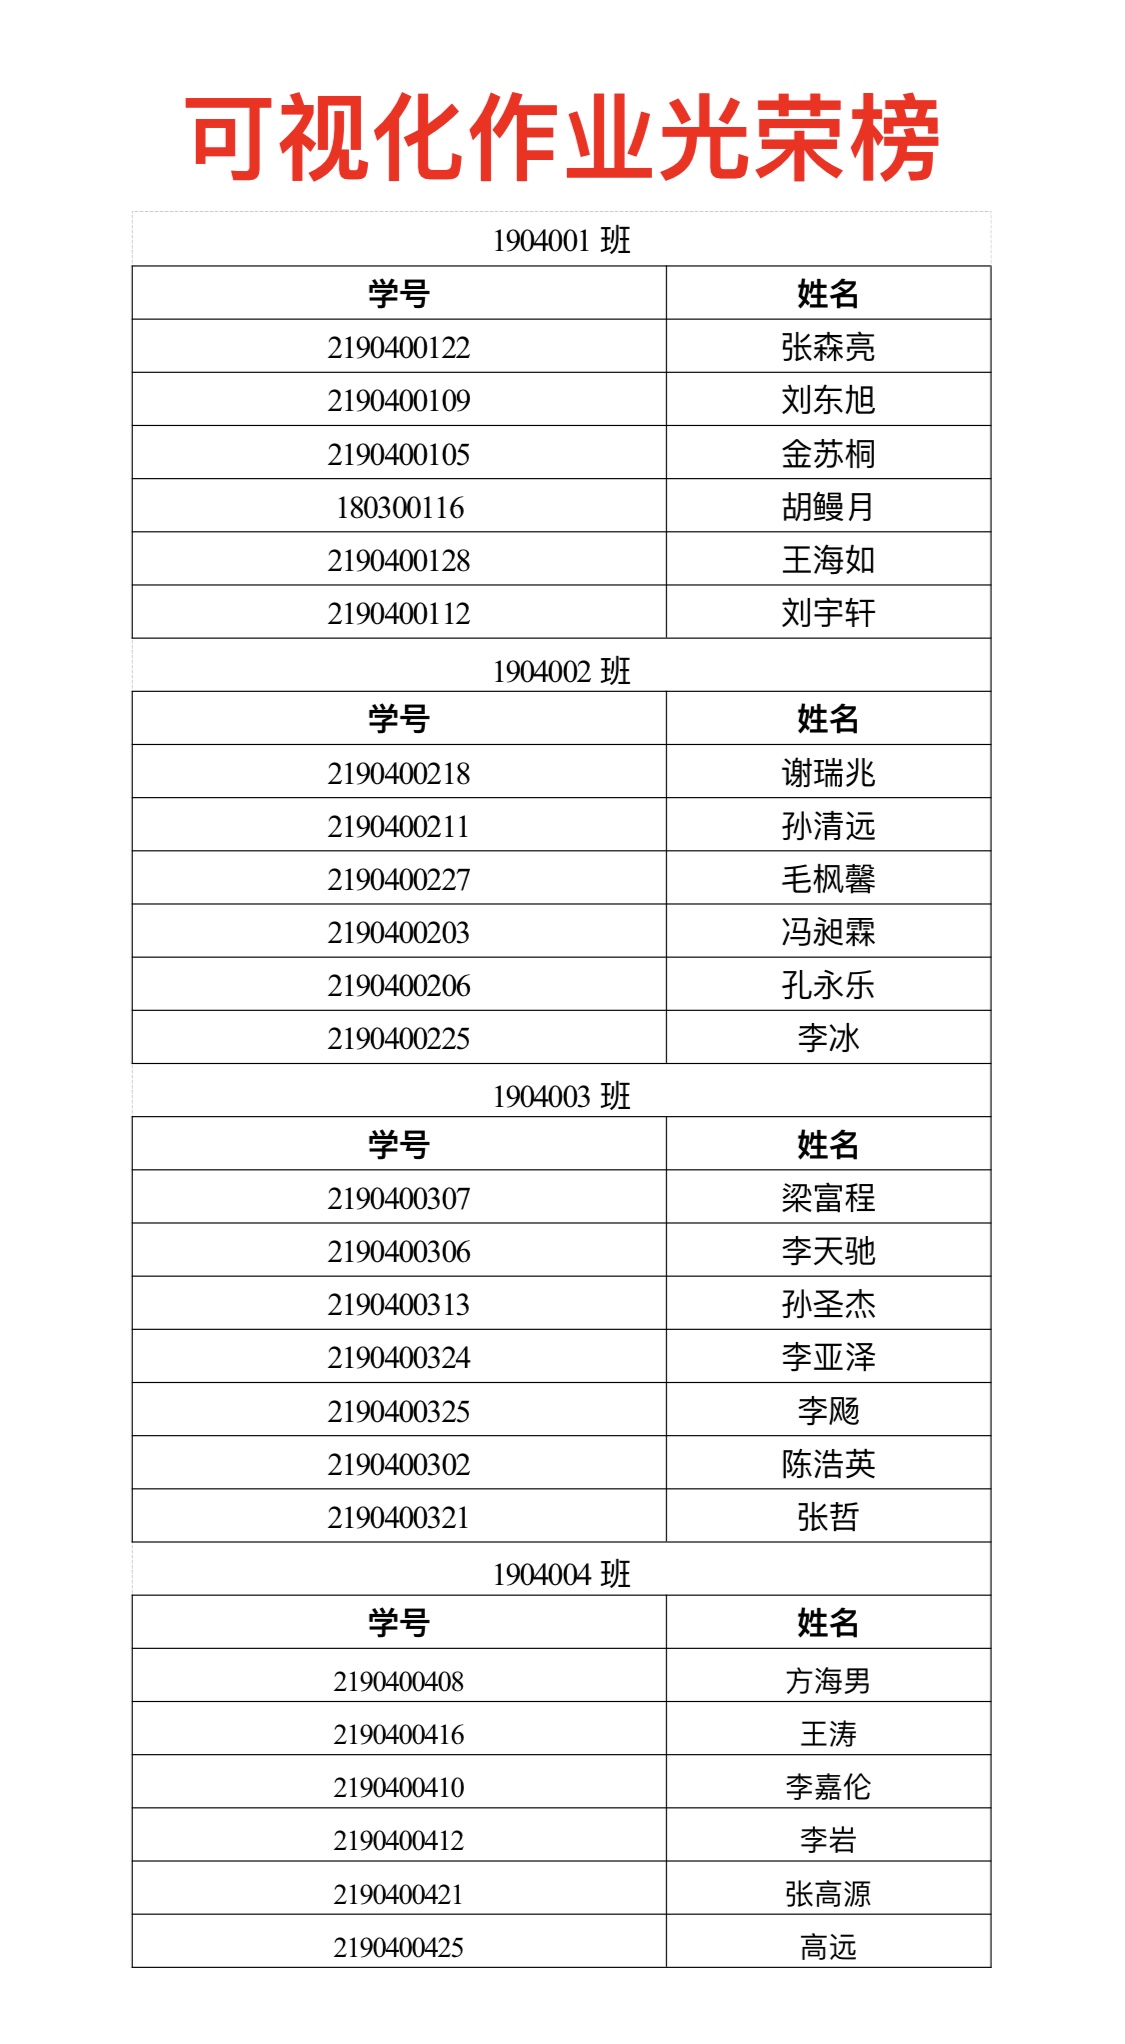 可视化作业光荣榜
1904001 班
学号 姓名
2190400122 张森亮
2190400109 刘东旭
2190400105 金苏桐
180300116 胡鳗月
2190400128 王海如
2190400112 刘宇轩
1904002 班
学号 姓名
2190400218 谢瑞兆
2190400211 孙清远
2190400227 毛枫馨
2190400203 冯昶霖
2190400206 孔永乐
2190400225 李冰
1904003 班
学号 姓名
2190400307 梁富程
2190400306 李天驰
2190400313 孙圣杰
2190400324 李亚泽
2190400325 李飏
2190400302 陈浩英
2190400321 张哲
1904004 班
学号 姓名
2190400408 方海男
2190400416 王涛
2190400410 李嘉伦
2190400412 李岩
2190400421 张高源
2190400425 高远